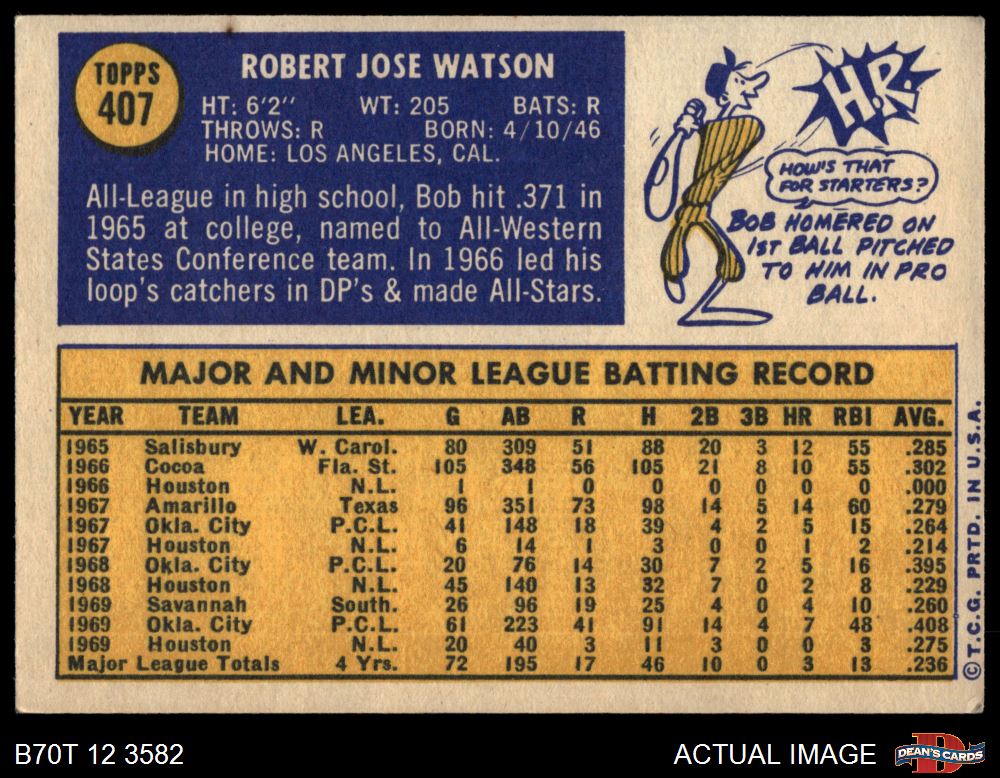 TOPPS
407
ROBERT JOSE WATSON
HT: 6'2'' WT: 205 BATS: R
THROWS: R BORN: 4/10/46
HOME: LOS ANGELES, CAL.
All-League in high school, Bob hit .371 in
1965 at college, named to All-Western
States Conference team. In 1966 led his
loop's catchers in DP's & made All-Stars.
H.R.
HOW'S THAT
FOR STARTERS?
BOB HOMERED ON
1ST BALL PITCHED
TO HIM IN PRO
BALL.
MAJOR AND MINOR LEAGUE BATTING RECORD
YEAR TEAM LEA. G AB R H 2B 3B HR RBI AVG.
1965 Salisbury W. Carol. 80 309 51 88 20 3 12 55 .285
1966 Cocoa Fla. St. 105 348 56 105 21 8 10 55 .302
1966 Houston N.L. 1 1 0 0 0 0 0 0 .000
1967 Amarillo Texas 96 351 73 98 14 5 14 60 .279
1967 Okla. City P.C.L. 41 148 18 39 4 2 5 15 .264
1967 Houston N.L. 6 14 1 3 0 0 1 2 .214
1968 Okla. City P.C.L. 20 76 14 30 7 2 5 16 .395
1968 Houston N.L. 45 140 13 32 7 0 2 8 .229
1969 Savannah South. 26 96 19 25 4 0 4 10 .260
1969 Okla. City P.C.L. 61 223 41 91 14 4 7 48 .408
1969 Houston N.L. 20 40 3 11 3 0 0 3 .275
Major League Totals 4 Yrs. 72 195 17 46 10 0 3 13 .236
©T.C.G. PRTD. IN U.S.A.
B70T 12 3582
ACTUAL IMAGE
DEAN'S CARDS